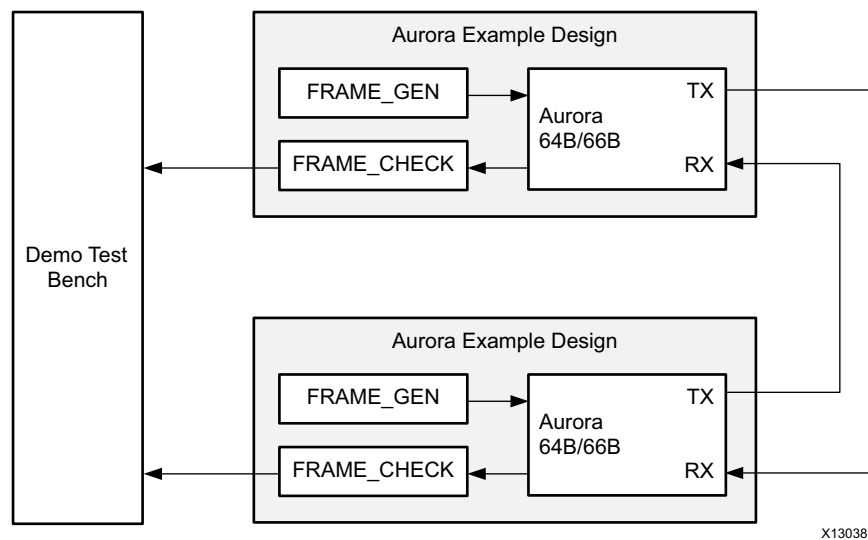 Aurora Example Design
FRAME_GEN
TX
Aurora
64B/66B
FRAME_CHECK
RX
Demo Test
Bench
Aurora Example Design
FRAME_GEN
TX
Aurora
64B/66B
FRAME_CHECK
RX
X13038